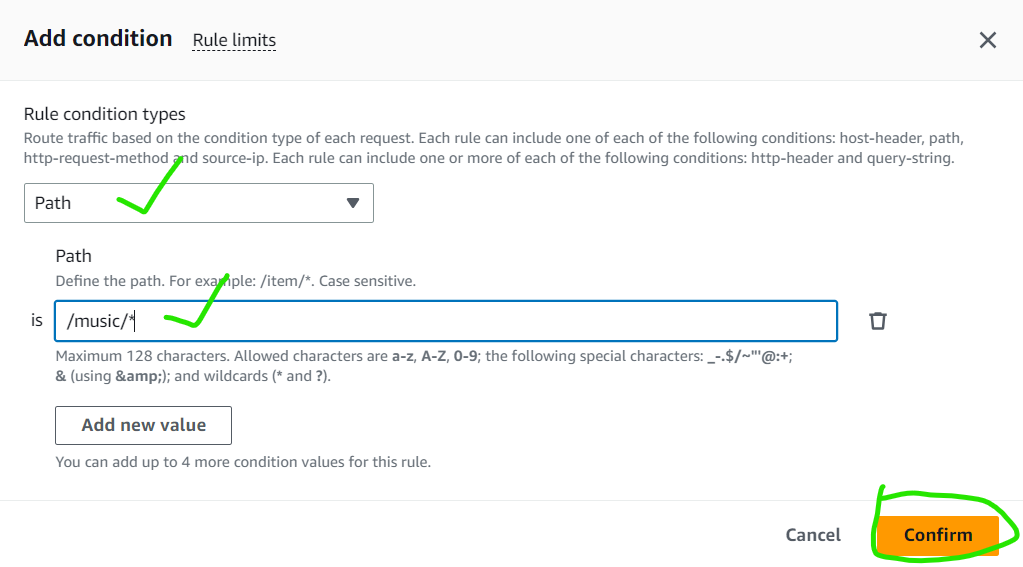 Add condition Rule limits
Rule condition types
Route traffic based on the condition type of each request. Each rule can include one of each of the following conditions: host-header, path,
http-request-method and source-ip. Each rule can include one or more of each of the following conditions: http-header and query-string.
Path
Path
Define the path. For example: /item/*. Case sensitive.
is /music/*
Maximum 128 characters. Allowed characters are a-z, A-Z, 0-9; the following special characters: _-.$/~"'@:+;
& (using &amp;); and wildcards (* and ?).
Add new value
You can add up to 4 more condition values for this rule.
Cancel Confirm